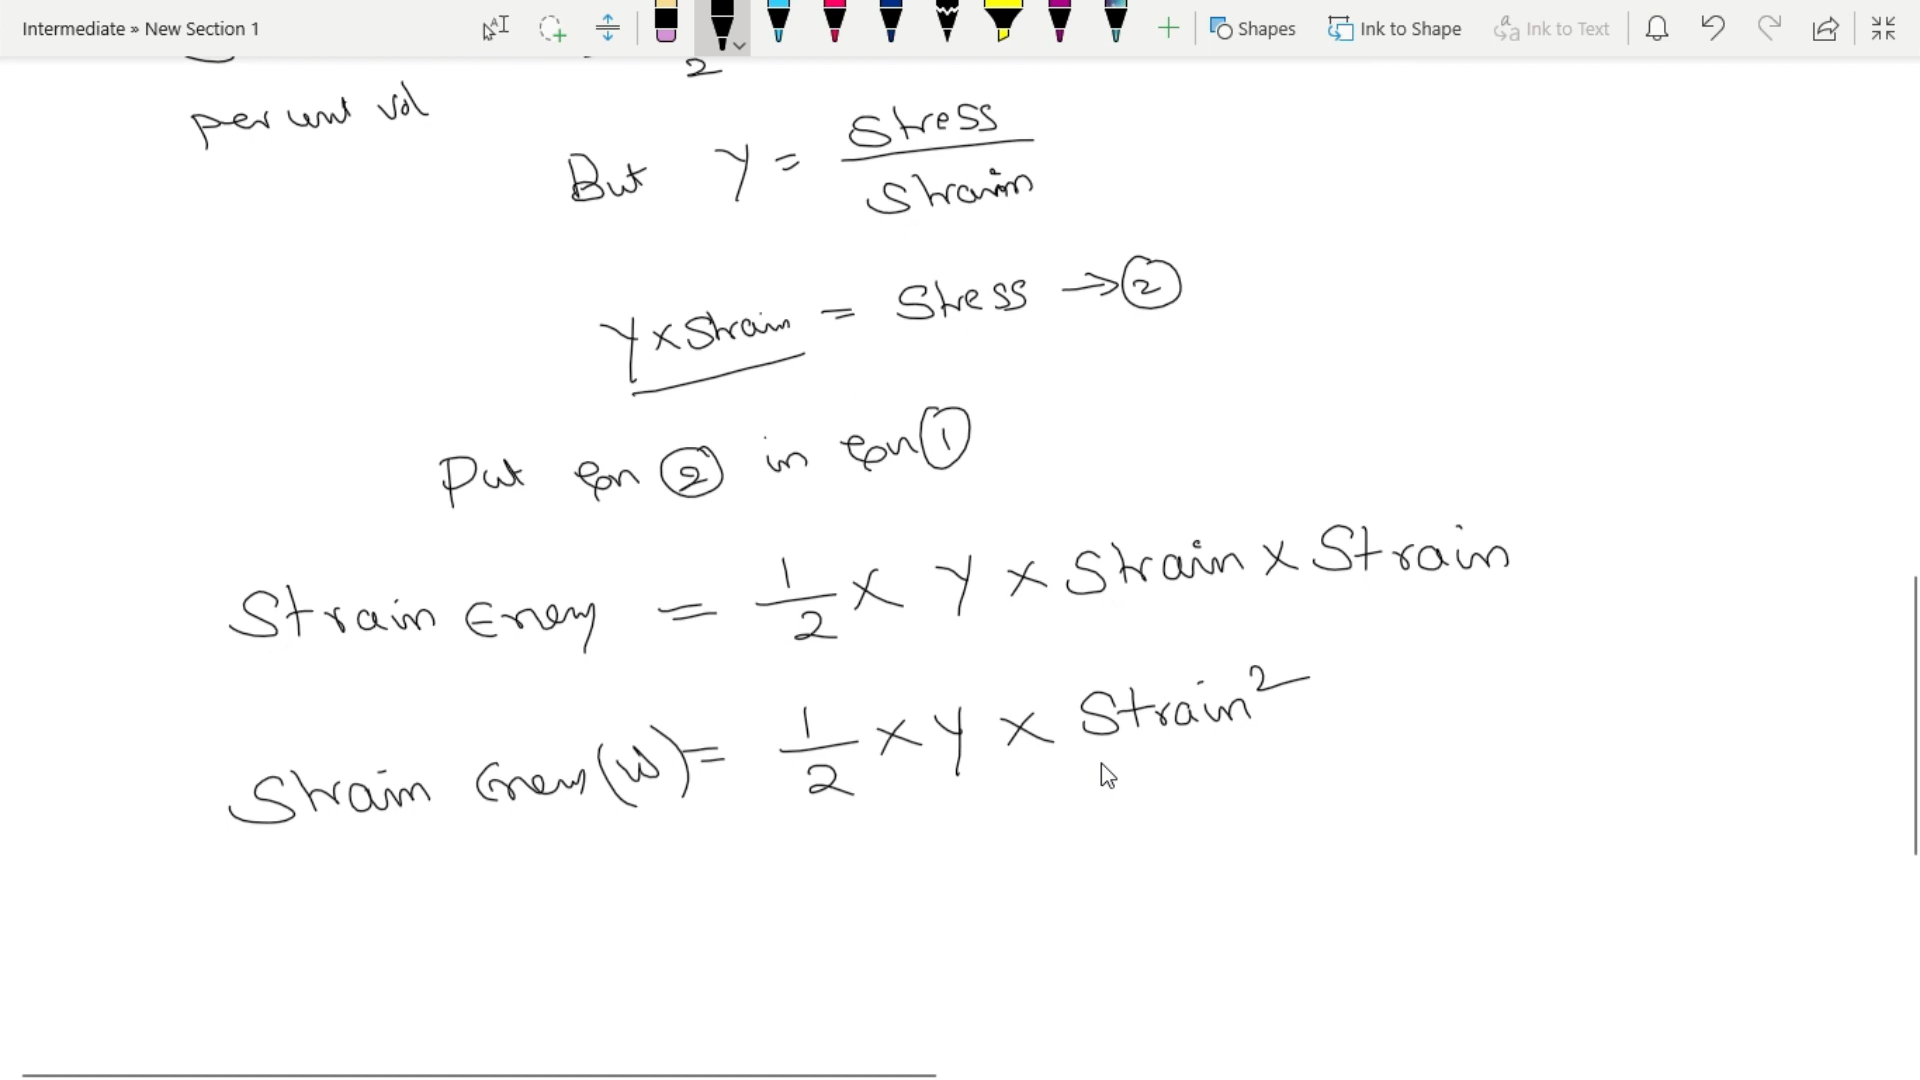 Intermediate » New Section 1
Shapes
Ink to Shape
Ink to Text
2
per unit vol
But Y = Stress / Strain
Y x Strain = Stress → 2
Put Eqn 2 in Eqn 1
Strain Energy = 1/2 x Y x Strain x Strain
Strain Energy (W) = 1/2 x Y x Strain²